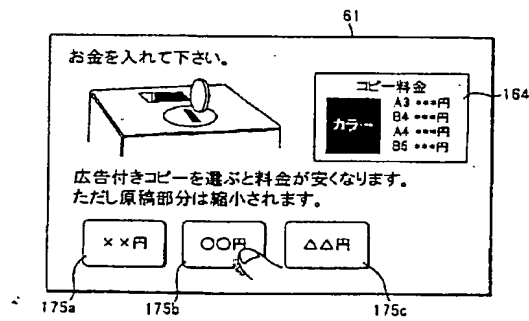 61
お金を入れて下さい。
コピー料金
164
カラー
A3 ***円
B4 ***円
A4 ***円
B5 ***円
広告付きコピーを選ぶと料金が安くなります。
ただし原稿部分は縮小されます。
××円
○○円
△△円
175a
175b
175c